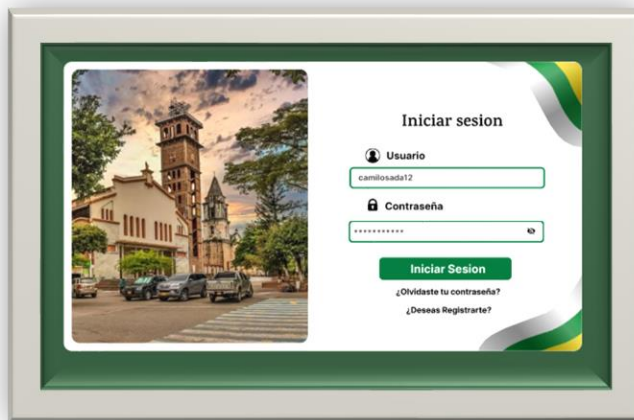 Iniciar sesion
Usuario
camilosada12
Contraseña
***********
Iniciar Sesion
¿Olvidaste tu contraseña?
¿Deseas Registrarte?